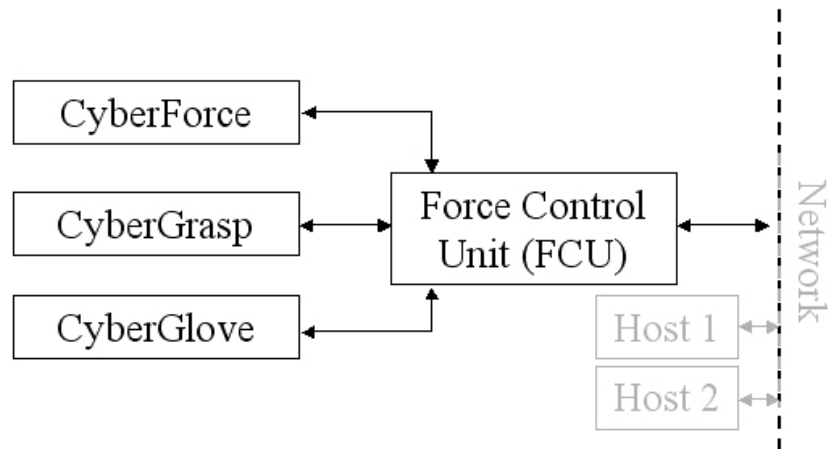 CyberForce
CyberGrasp
CyberGlove
Force Control
Unit (FCU)
Host 1
Host 2
Network